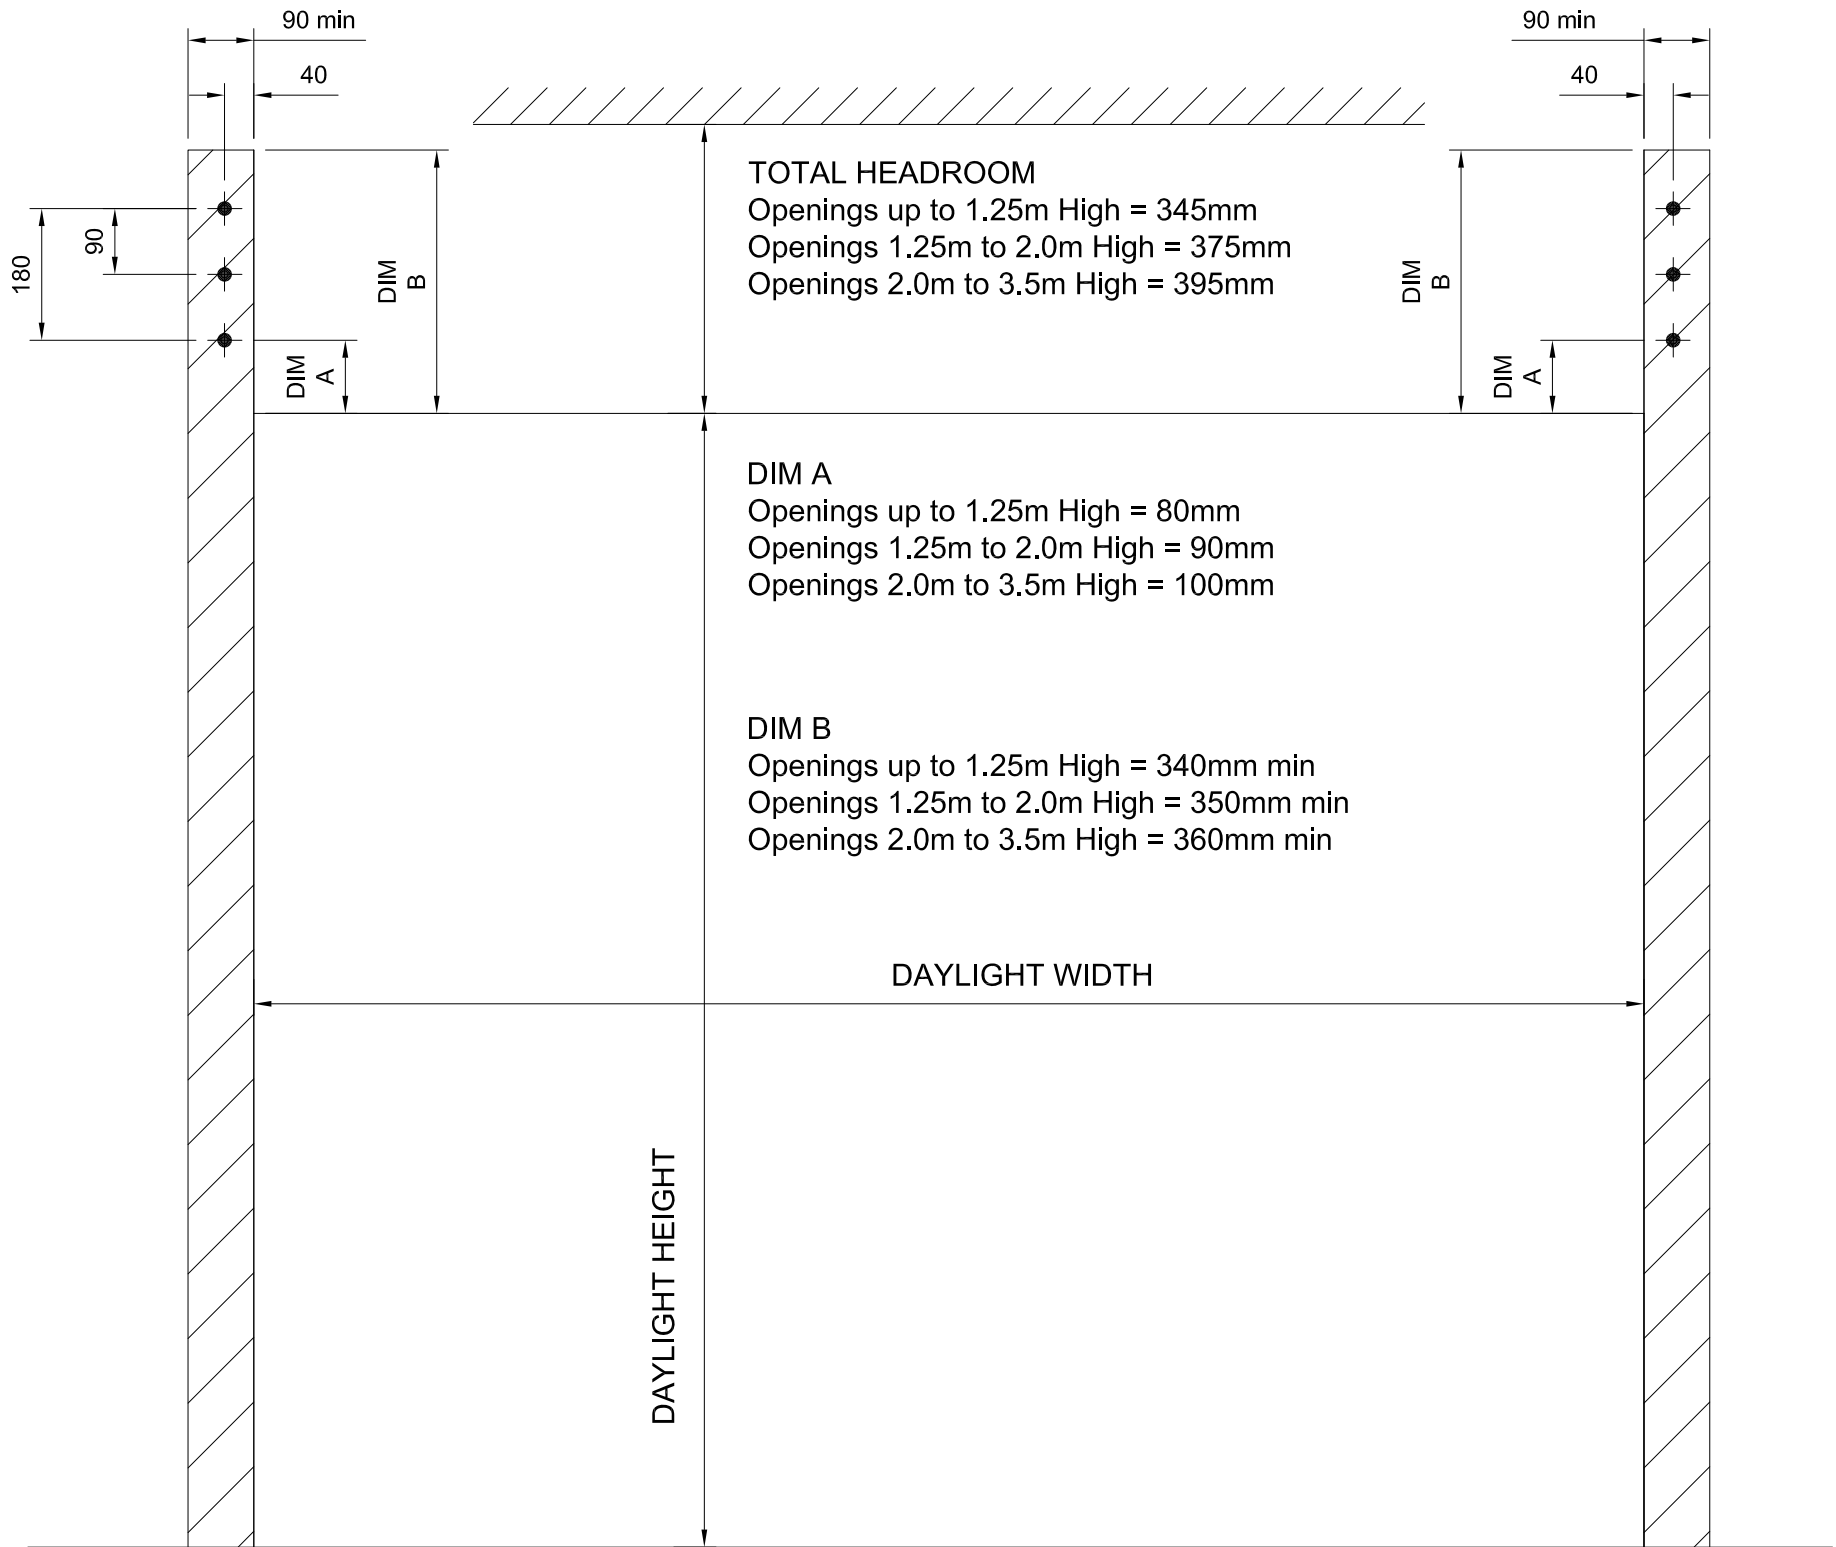 90 min
90 min
40
40
TOTAL HEADROOM
Openings up to 1.25m High = 345mm
Openings 1.25m to 2.0m High = 375mm
Openings 2.0m to 3.5m High = 395mm
180
90
DIM
B
DIM
B
DIM
A
DIM
A
DIM A
Openings up to 1.25m High = 80mm
Openings 1.25m to 2.0m High = 90mm
Openings 2.0m to 3.5m High = 100mm
DIM B
Openings up to 1.25m High = 340mm min
Openings 1.25m to 2.0m High = 350mm min
Openings 2.0m to 3.5m High = 360mm min
DAYLIGHT WIDTH
DAYLIGHT HEIGHT